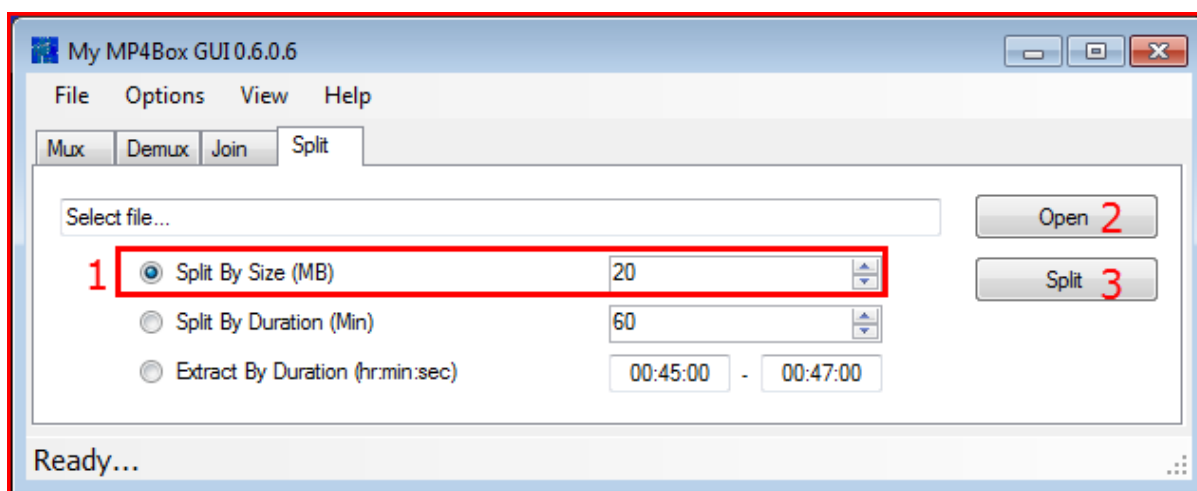 My MP4Box GUI 0.6.0.6
File Options View Help
Mux Demux Join Split
Select file... Open 2
1 Split By Size (MB) 20 Split 3
Split By Duration (Min) 60
Extract By Duration (hr:min:sec) 00:45:00 - 00:47:00
Ready...